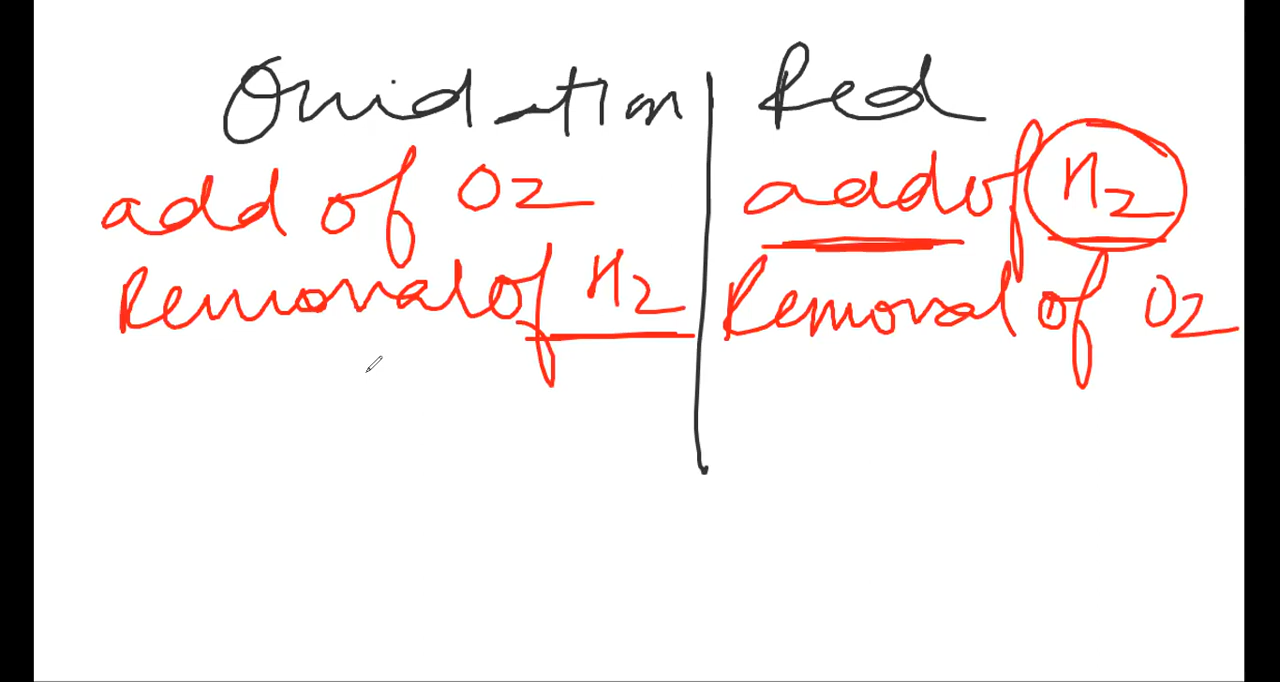 Oxidation | Red
add of O2
Removal of H2
add of H2
Removal of O2